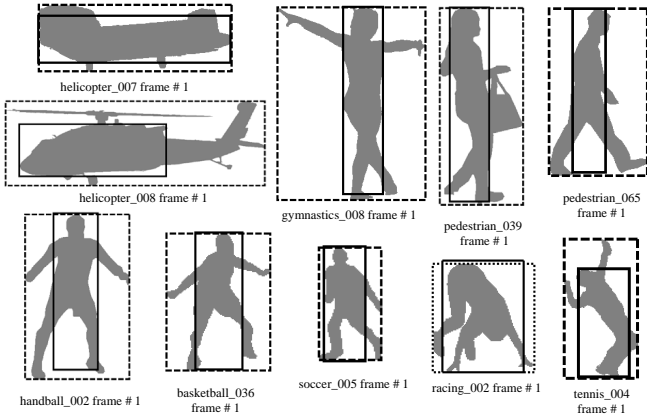 helicopter_007 frame # 1
helicopter_008 frame # 1
gymnastics_008 frame # 1
pedestrian_039
frame # 1
pedestrian_065
frame # 1
handball_002 frame # 1
basketball_036
frame # 1
soccer_005 frame # 1
racing_002 frame # 1
tennis_004
frame # 1